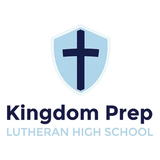 Kingdom Prep
LUTHERAN HIGH SCHOOL